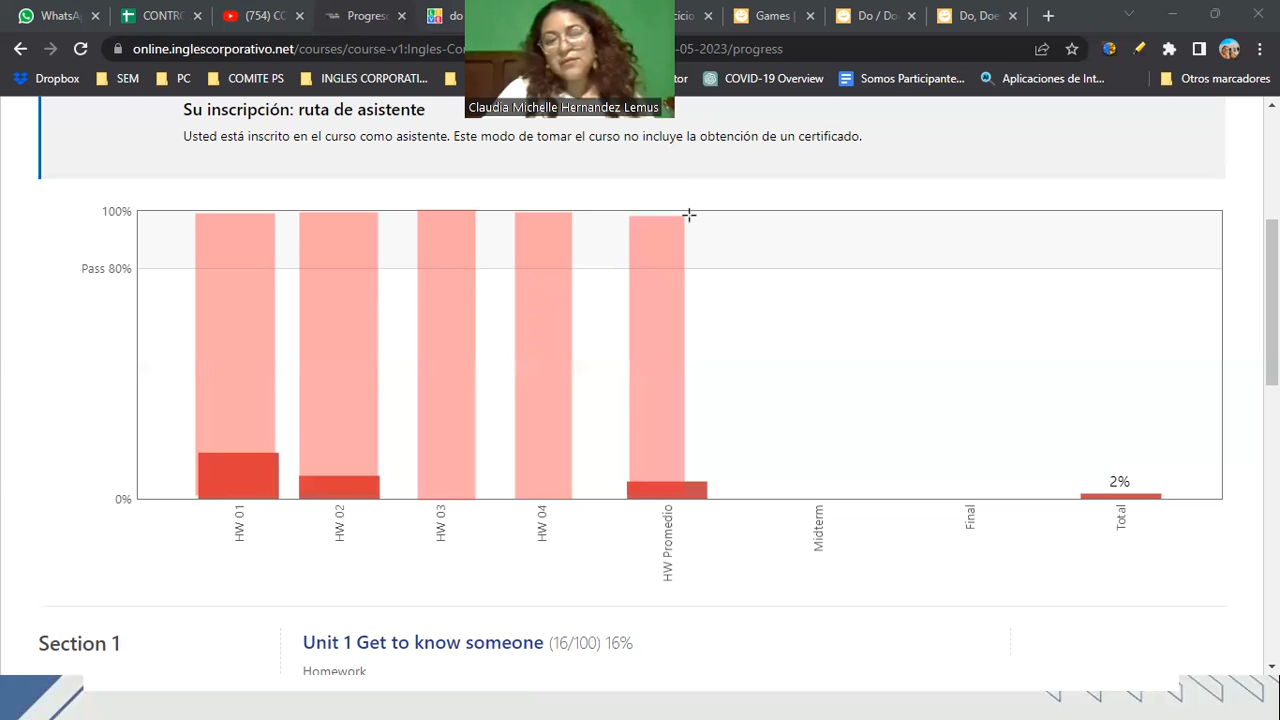 WhatsA
CONTRO
(754) CO
Progreso
do
icio
Games |
Do / Do
Do, Doe
online.inglescorporativo.net/courses/course-v1:Ingles-Co
-05-2023/progress
Dropbox
SEM
PC
COMITE PS
INGLES CORPORATI...
tor
COVID-19 Overview
Somos Participante...
Aplicaciones de Int...
Otros marcadores
Claudia Michelle Hernandez Lemus
Su inscripción: ruta de asistente
Usted está inscrito en el curso como asistente. Este modo de tomar el curso no incluye la obtención de un certificado.
100%
Pass 80%
0%
2%
HW 01
HW 02
HW 03
HW 04
HW Promedio
Midterm
Final
Total
Section 1
Unit 1 Get to know someone (16/100) 16%
Homework